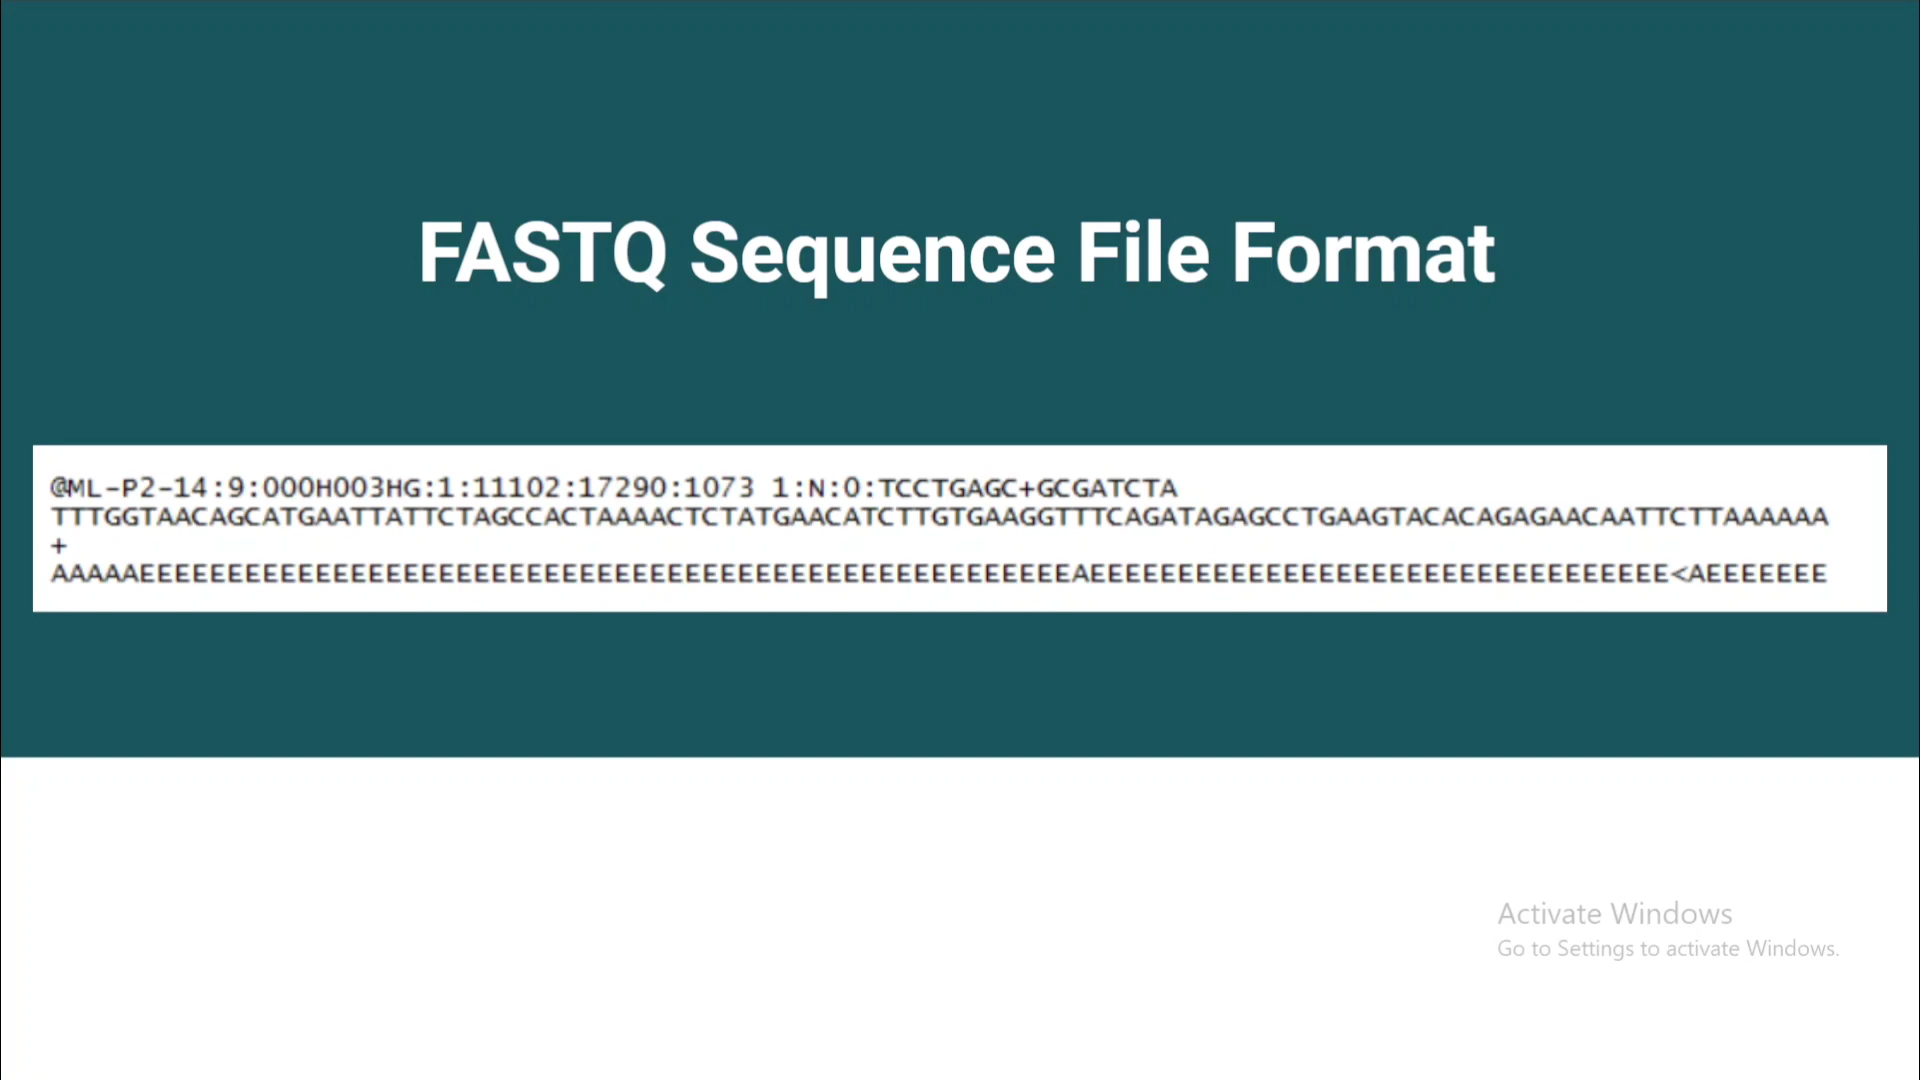 FASTQ Sequence File Format
@ML-P2-14:9:000H003HG:1:11102:17290:1073 1:N:0:TCCTGAGC+GCGATCTA
TTTGGTAACAGCATGAATTATTCTAGCCACTAAAACTCTATGAACATCTTGTGAAGGTTTCAGATAGAGCCTGAAGTACACAGAGAACAATTCTTAAAAAA
+
AAAAAEEEEEEEEEEEEEEEEEEEEEEEEEEEEEEEEEEEEEEEEEEEEEEEEEEEEAEEEEEEEEEEEEEEEEEEEEEEEEEEEEEEEEE<AEEEEEEE
Activate Windows
Go to Settings to activate Windows.